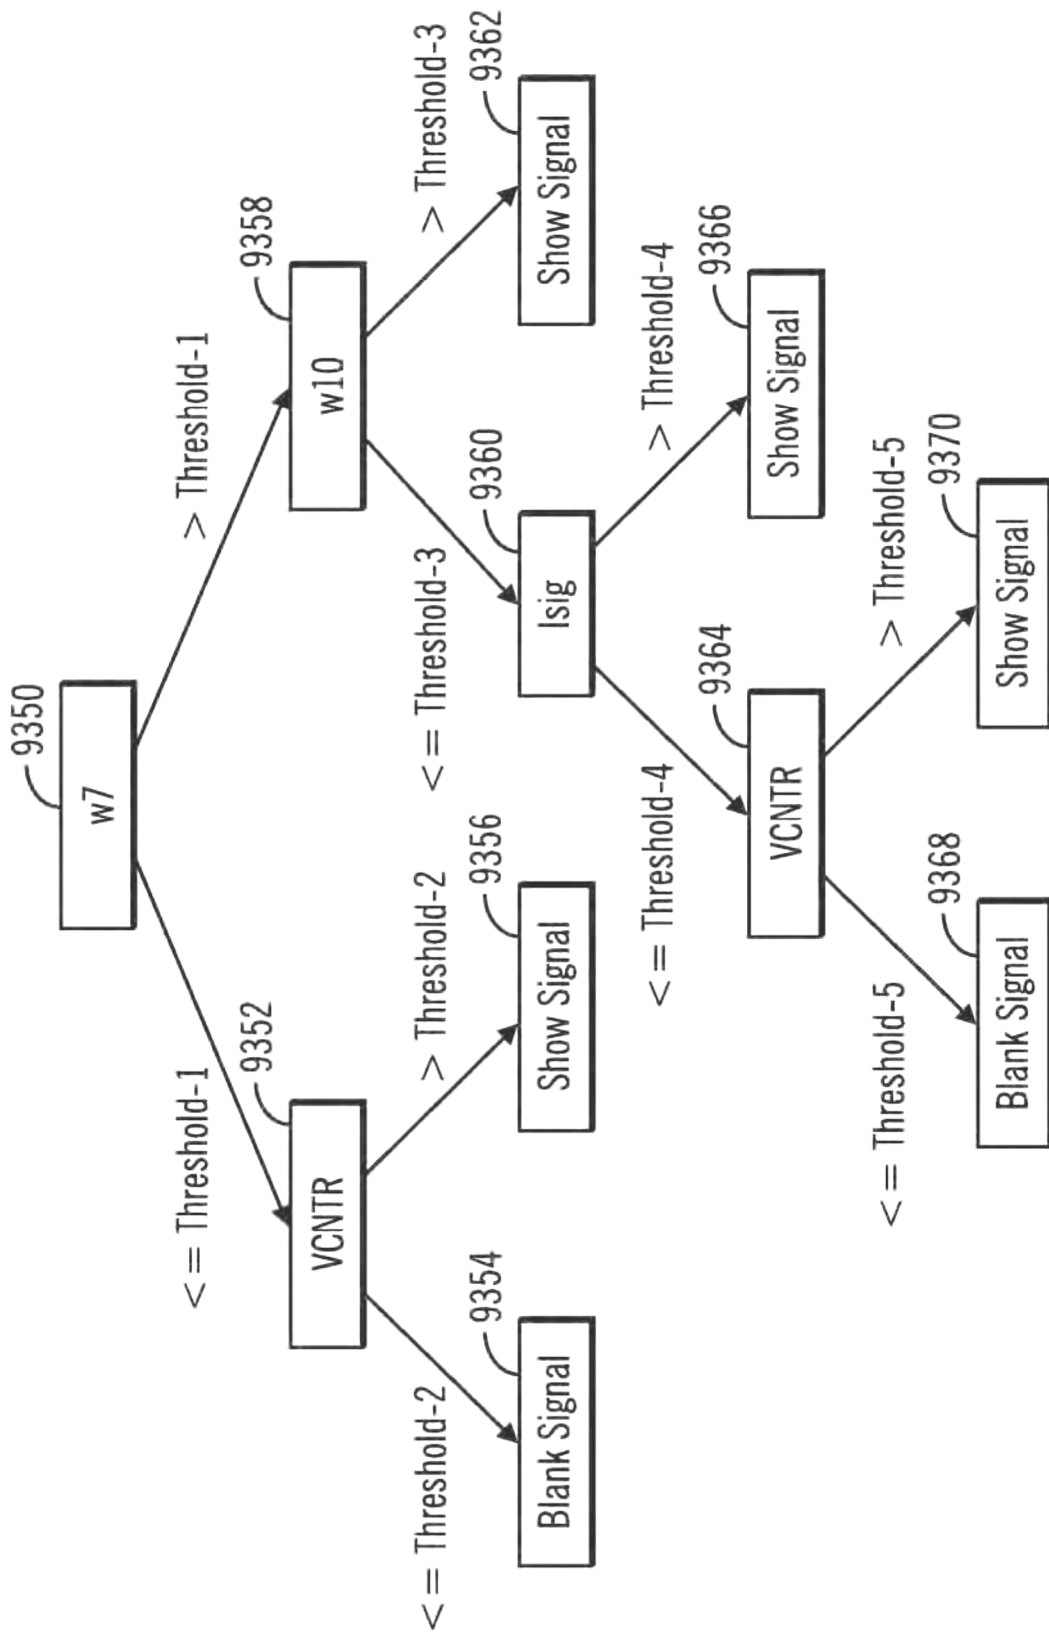 9350
w7
<= Threshold-1
> Threshold-1
9352
VCNTR
9358
w10
<= Threshold-2
> Threshold-2
<= Threshold-3
> Threshold-3
9354
Blank Signal
9356
Show Signal
9360
Isig
9362
Show Signal
<= Threshold-4
> Threshold-4
9364
VCNTR
9366
Show Signal
<= Threshold-5
> Threshold-5
9368
Blank Signal
9370
Show Signal